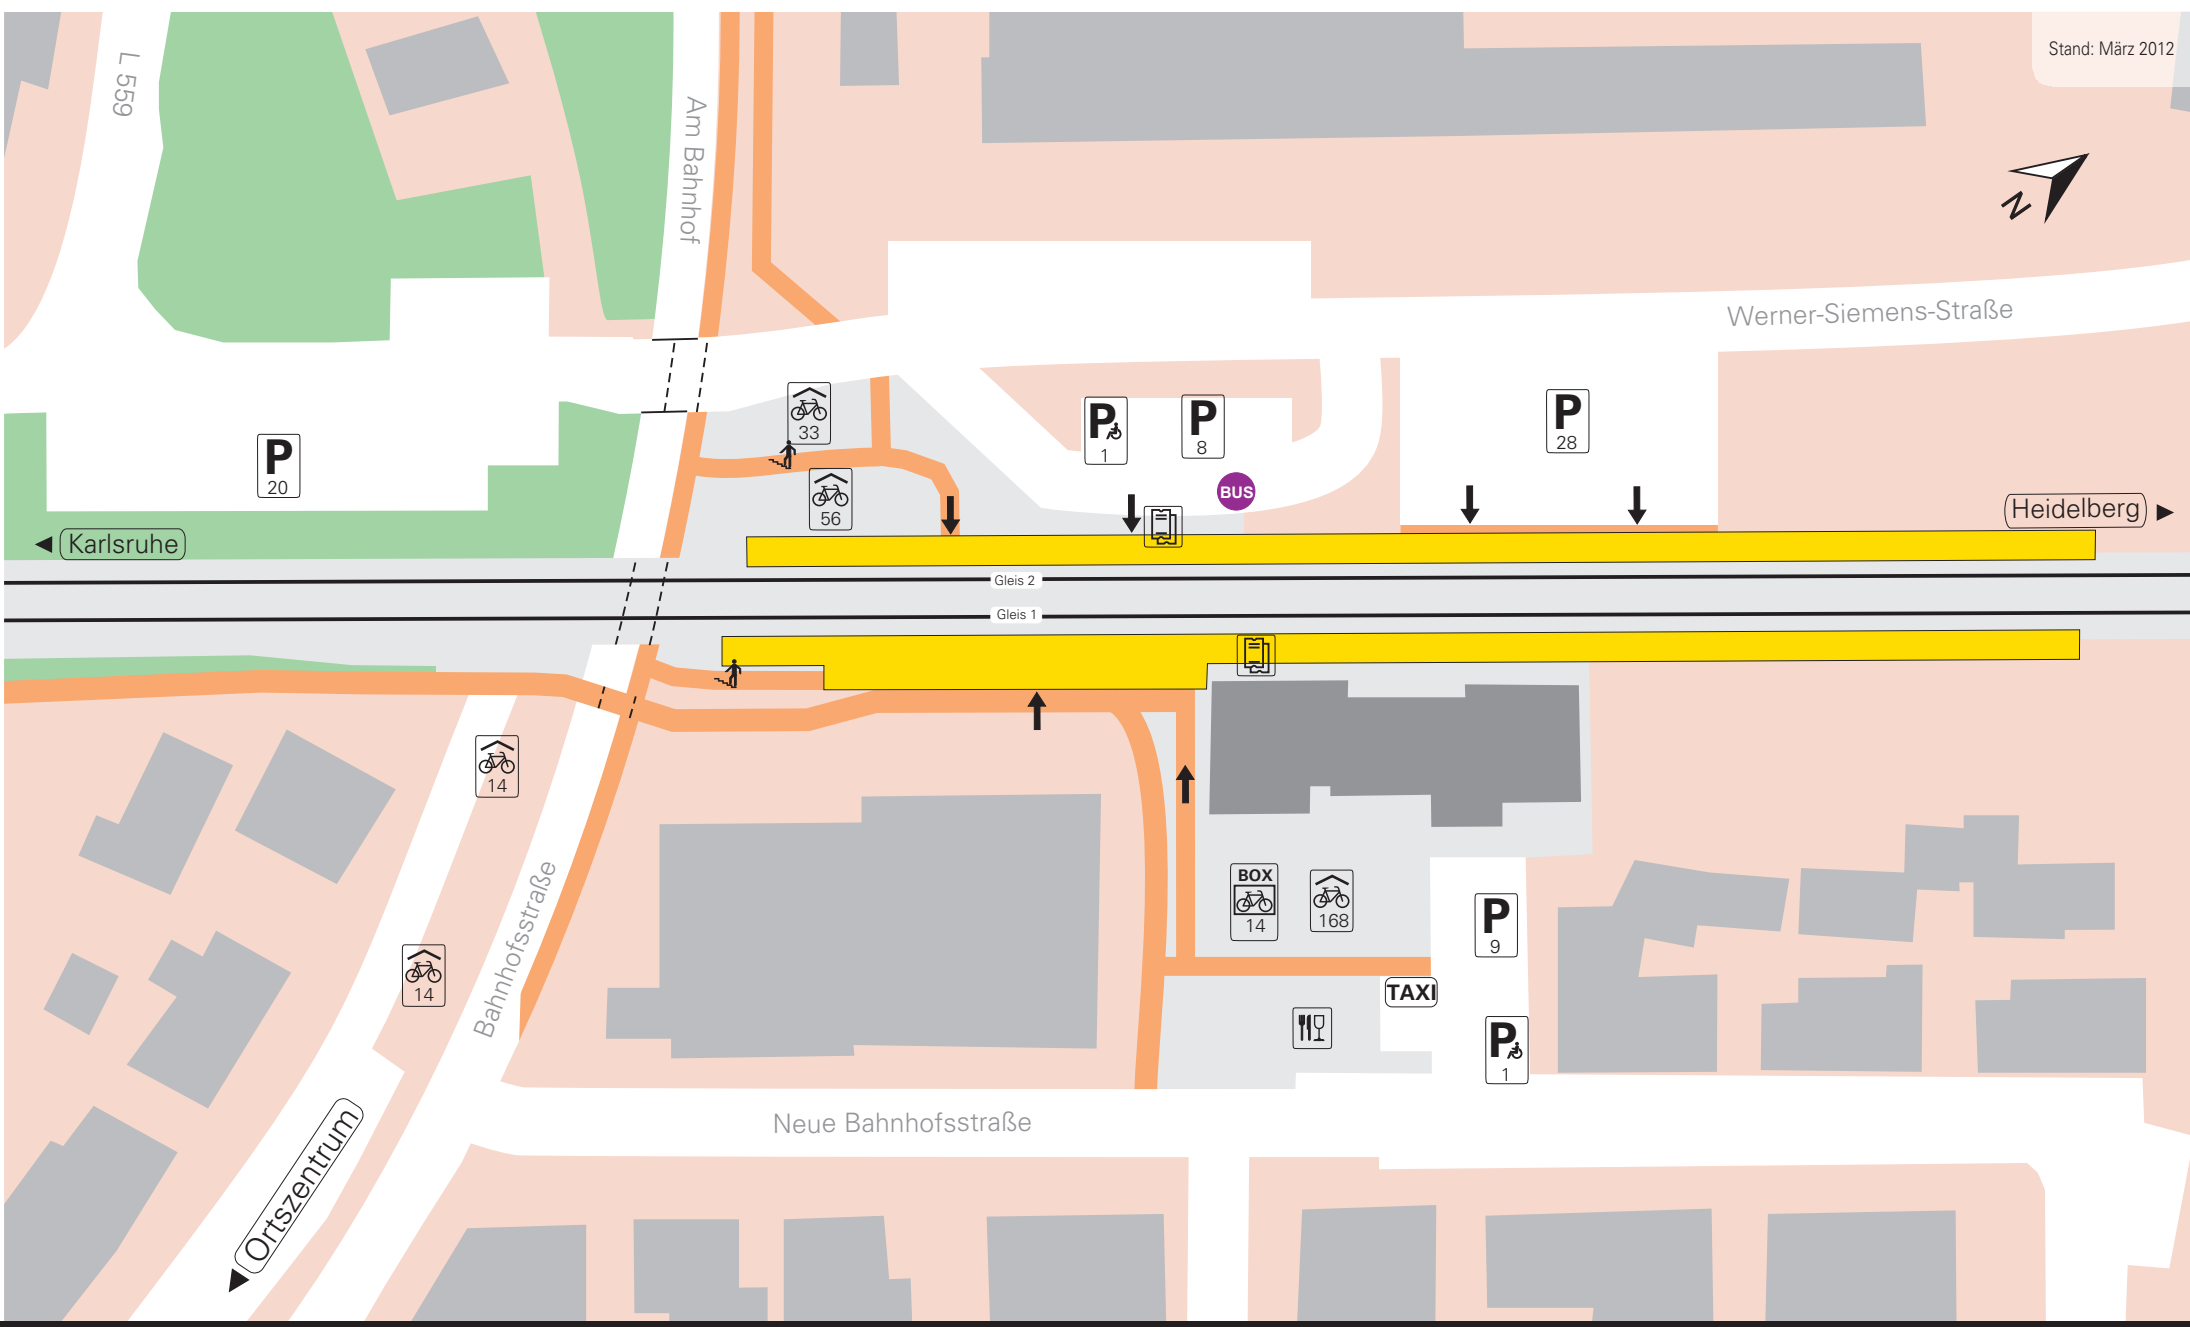 Stand: März 2012
L 559
Am Bahnhof
N
Werner-Siemens-Straße
33
P
1
P
8
P
28
P
20
56
BUS
Karlsruhe
Heidelberg
Gleis 2
Gleis 1
14
BOX
14
168
P
9
Bahnhofsstraße
14
TAXI
P
1
Neue Bahnhofsstraße
Ortszentrum